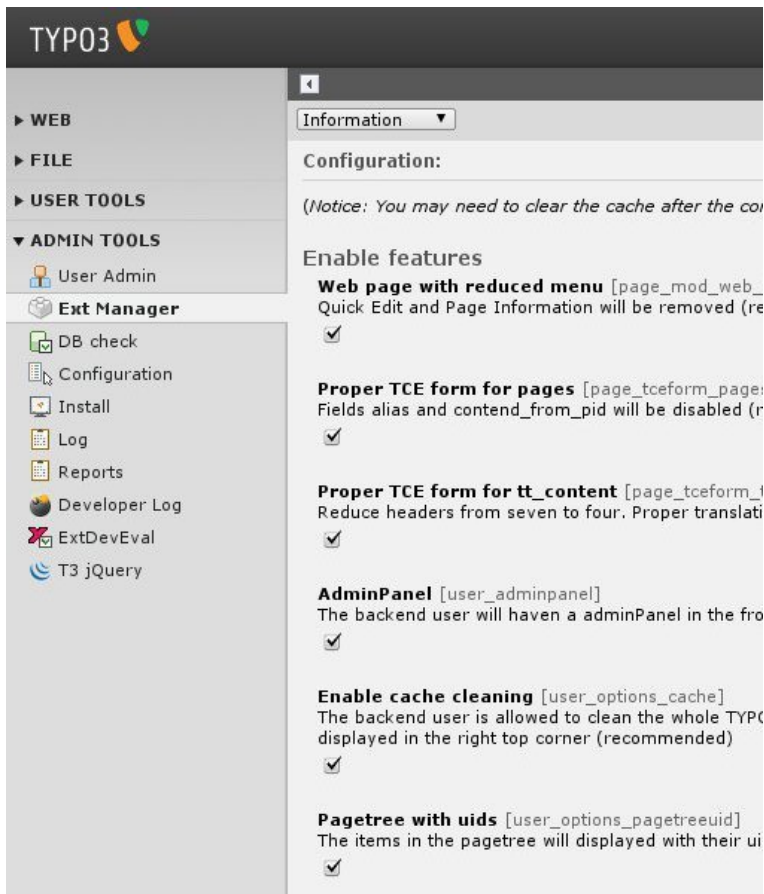 TYPO3
WEB
FILE
USER TOOLS
ADMIN TOOLS
User Admin
Ext Manager
DB check
Configuration
Install
Log
Reports
Developer Log
ExtDevEval
T3 jQuery
Information
Configuration:
(Notice: You may need to clear the cache after the
Enable features
Web page with reduced menu [page_mod_web_
Quick Edit and Page Information will be removed
Proper TCE form for pages [page_tceform_pages
Fields alias and contend_from_pid will be disabled
Proper TCE form for tt_content [page_tceform_t
Reduce headers from seven to four. Proper
AdminPanel [user_adminpanel]
The backend user will haven a adminPanel in the
Enable cache cleaning [user_options_cache]
The backend user is allowed to clean the whole
displayed in the right top corner (recommended)
Pagetree with uids [user_options_pagetreeuid]
The items in the pagetree will displayed with their